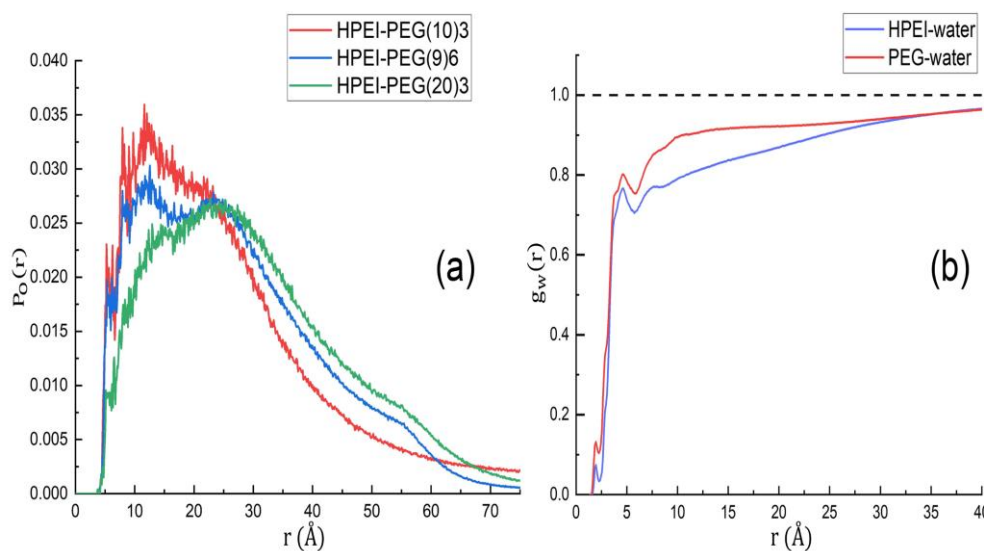 HPEI-PEG(10)3
HPEI-PEG(9)6
HPEI-PEG(20)3
0.040
0.035
0.030
0.025
0.020
0.015
0.010
0.005
0.000
P_O(r)
(a)
0 10 20 30 40 50 60 70
r (Å)
HPEI-water
PEG-water
1.0
0.8
0.6
0.4
0.2
0.0
g_w(r)
(b)
0 5 10 15 20 25 30 35 40
r (Å)